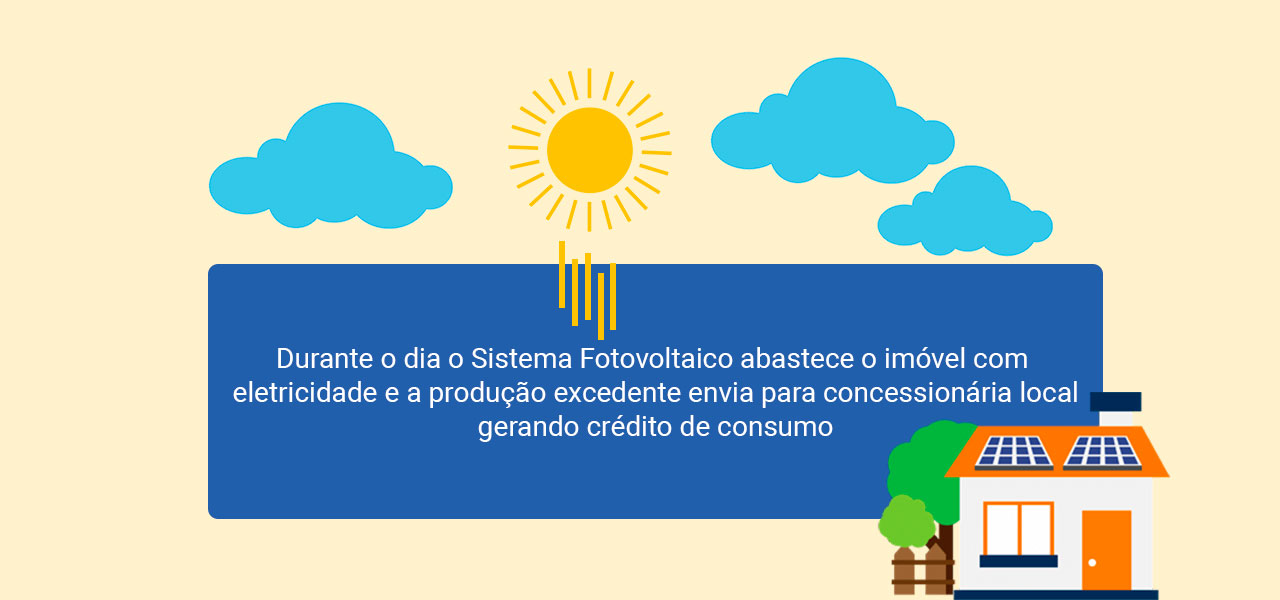 Durante o dia o Sistema Fotovoltaico abastece o imóvel com
eletricidade e a produção excedente envia para concessionária local
gerando crédito de consumo